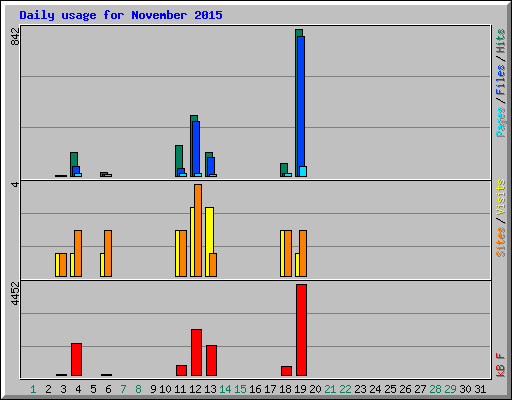 Daily usage for November 2015
842
Pages / Files / Hits
4
Sites / Visits
4452
kB F
1 2 3 4 5 6 7 8 9 10 11 12 13 14 15 16 17 18 19 20 21 22 23 24 25 26 27 28 29 30 31